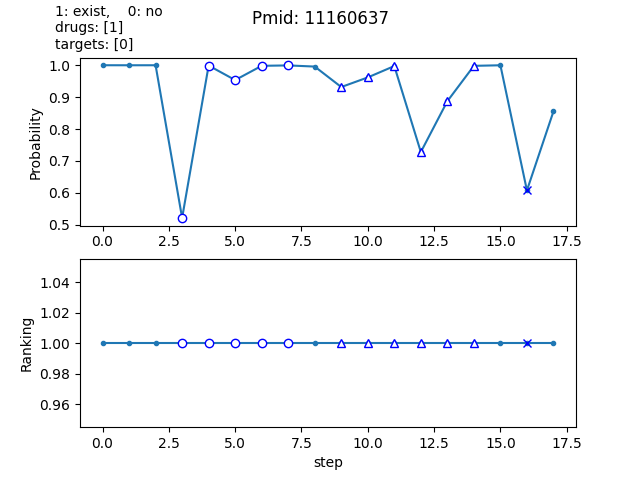 1: exist,    0: no
drugs: [1]
targets: [0]
Pmid: 11160637
Probability
1.0
0.9
0.8
0.7
0.6
0.5
0.0 2.5 5.0 7.5 10.0 12.5 15.0 17.5
Ranking
1.04
1.02
1.00
0.98
0.96
0.0 2.5 5.0 7.5 10.0 12.5 15.0 17.5
step